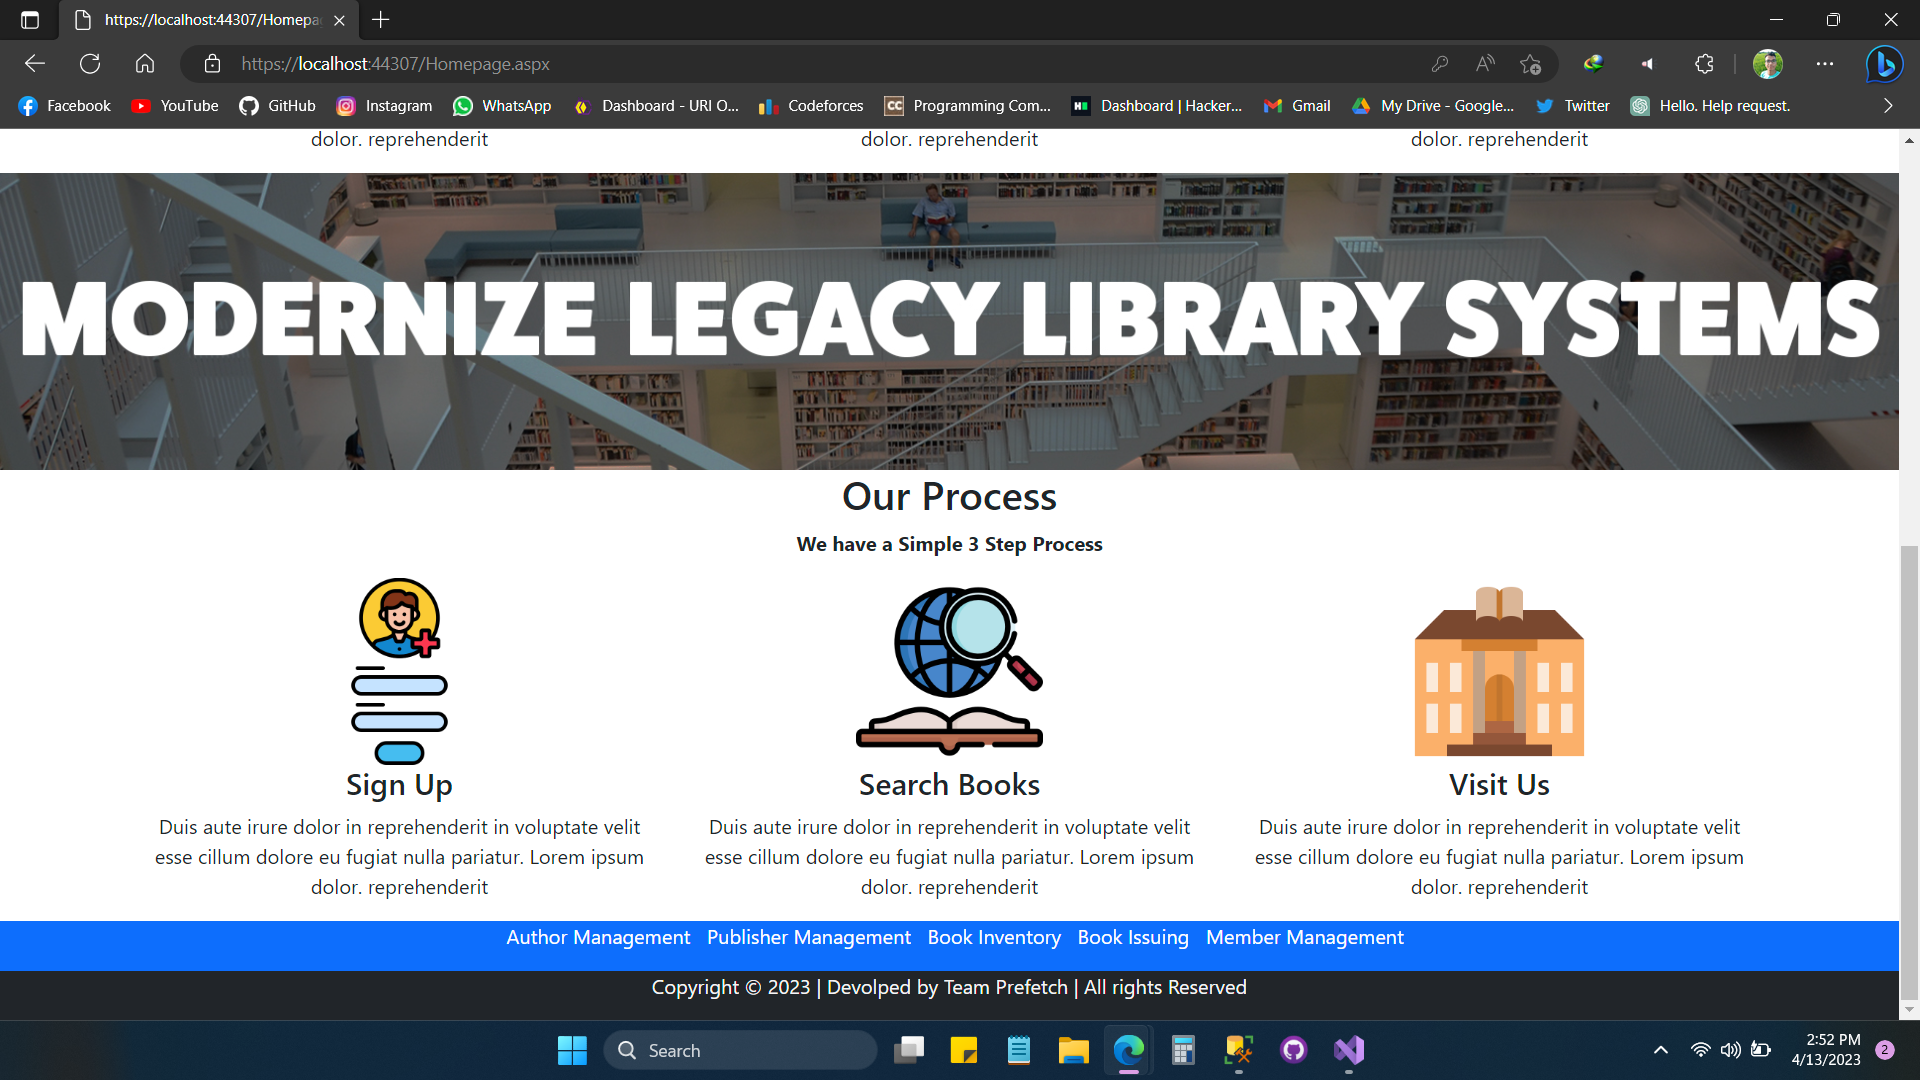 https://localhost:44307/Homepa
https://localhost:44307/Homepage.aspx
Facebook YouTube GitHub Instagram WhatsApp Dashboard - URI O... Codeforces CC Programming Com... H Dashboard | Hacker... Gmail My Drive - Google... Twitter Hello. Help request.
dolor. reprehenderit dolor. reprehenderit dolor. reprehenderit
MODERNIZE LEGACY LIBRARY SYSTEMS
Our Process
We have a Simple 3 Step Process
Sign Up
Duis aute irure dolor in reprehenderit in voluptate velit
esse cillum dolore eu fugiat nulla pariatur. Lorem ipsum
dolor. reprehenderit
Search Books
Duis aute irure dolor in reprehenderit in voluptate velit
esse cillum dolore eu fugiat nulla pariatur. Lorem ipsum
dolor. reprehenderit
Visit Us
Duis aute irure dolor in reprehenderit in voluptate velit
esse cillum dolore eu fugiat nulla pariatur. Lorem ipsum
dolor. reprehenderit
Author Management Publisher Management Book Inventory Book Issuing Member Management
Copyright © 2023 | Devolped by Team Prefetch | All rights Reserved
Search
2:52 PM
4/13/2023
2